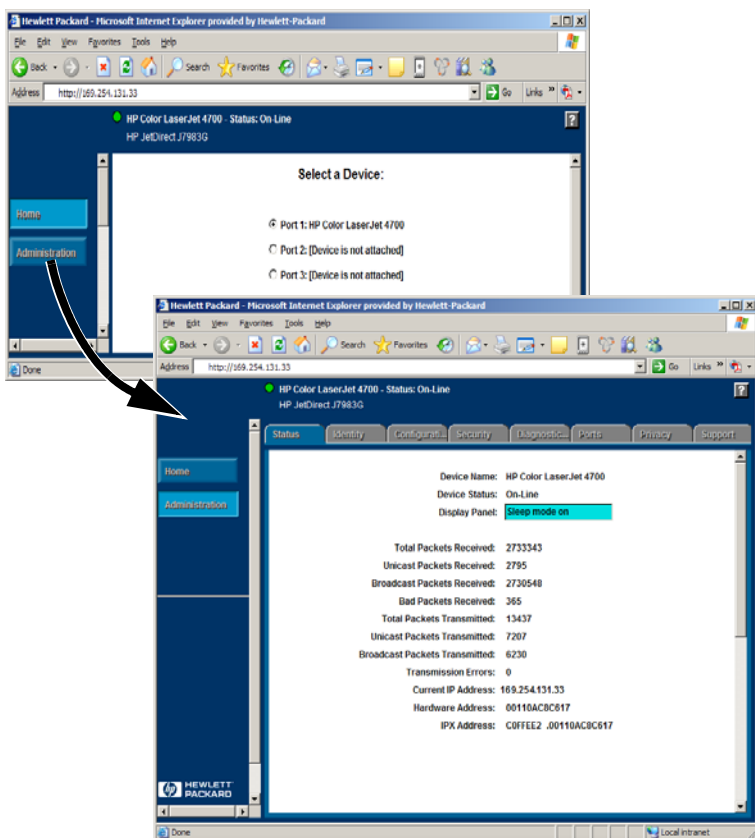 Hewlett Packard - Microsoft Internet Explorer provided by Hewlett-Packard
File Edit View Favorites Tools Help
Back Search Favorites
Address http://169.254.131.33 Go Links »
HP Color LaserJet 4700 - Status: On-Line
HP JetDirect J7983G
?
Select a Device:
Home
Administration
Port 1: HP Color LaserJet 4700
Port 2: [Device is not attached]
Port 3: [Device is not attached]
Done
Hewlett Packard - Microsoft Internet Explorer provided by Hewlett-Packard
File Edit View Favorites Tools Help
Back Search Favorites
Address http://169.254.131.33 Go Links »
HP Color LaserJet 4700 - Status: On-Line
HP JetDirect J7983G
?
Status Identity Configurati... Security Diagnostic... Ports Privacy Support
Home
Administration
Device Name: HP Color LaserJet 4700
Device Status: On-Line
Display Panel: Sleep mode on
Total Packets Received: 2733343
Unicast Packets Received: 2795
Broadcast Packets Received: 2730548
Bad Packets Received: 365
Total Packets Transmitted: 13437
Unicast Packets Transmitted: 7207
Broadcast Packets Transmitted: 6230
Transmission Errors: 0
Current IP Address: 169.254.131.33
Hardware Address: 00110AC8C617
IPX Address: C0FFEE2 .00110AC8C617
hp HEWLETT
PACKARD
Done Local intranet